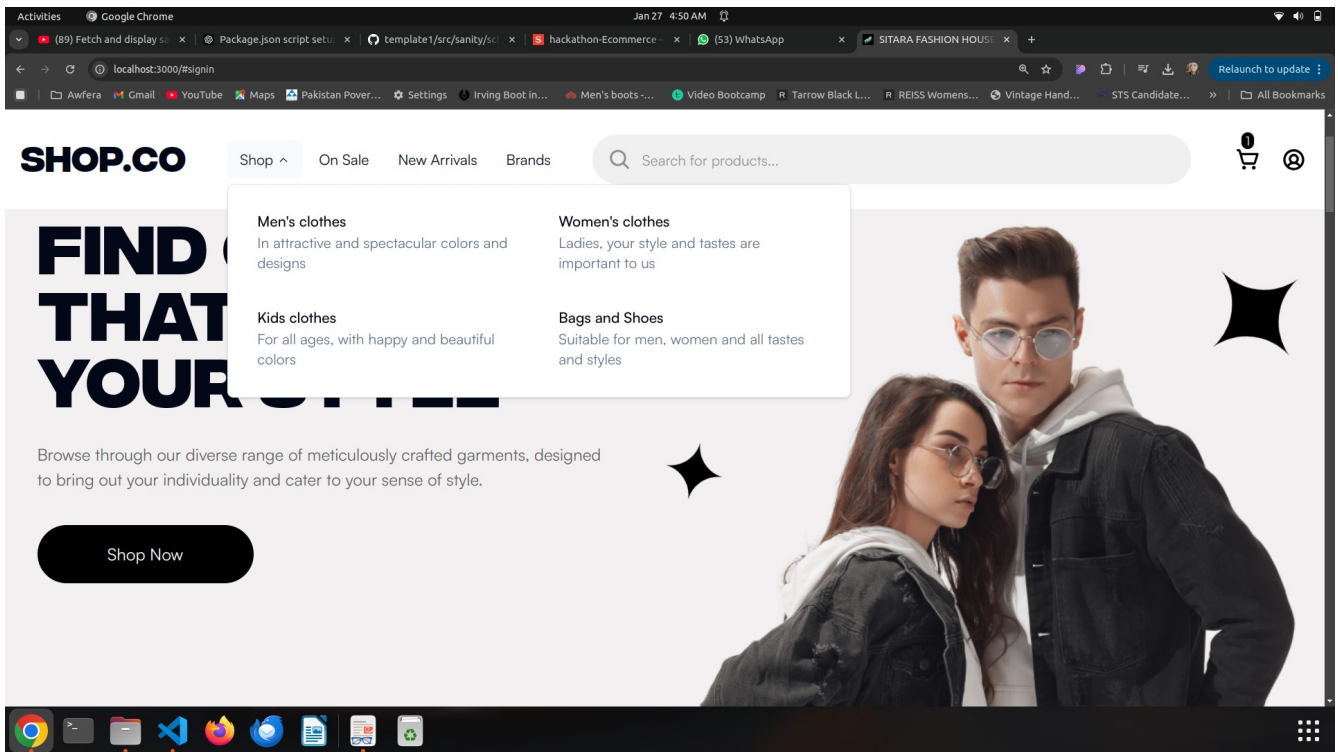 Activities Google Chrome Jan 27 4:50 AM
(89) Fetch and display sa Package.json script setu template1/src/sanity/sc hackathon-Ecommerce- (53) WhatsApp SITARA FASHION HOUS
localhost:3000/#signin Relaunch to update
Awfera Gmail YouTube Maps Pakistan Pover... Settings Irving Boot in... Men's boots -... Video Bootcamp Tarrow Black L... REISS Womens... Vintage Hand... STS Candidate... » All Bookmarks
SHOP.CO Shop On Sale New Arrivals Brands Search for products... 1
Men's clothes
In attractive and spectacular colors and
designs
Women's clothes
Ladies, your style and tastes are
important to us
Kids clothes
For all ages, with happy and beautiful
colors
Bags and Shoes
Suitable for men, women and all tastes
and styles
FIND
THAT
YOUR STYLE
Browse through our diverse range of meticulously crafted garments, designed
to bring out your individuality and cater to your sense of style.
Shop Now